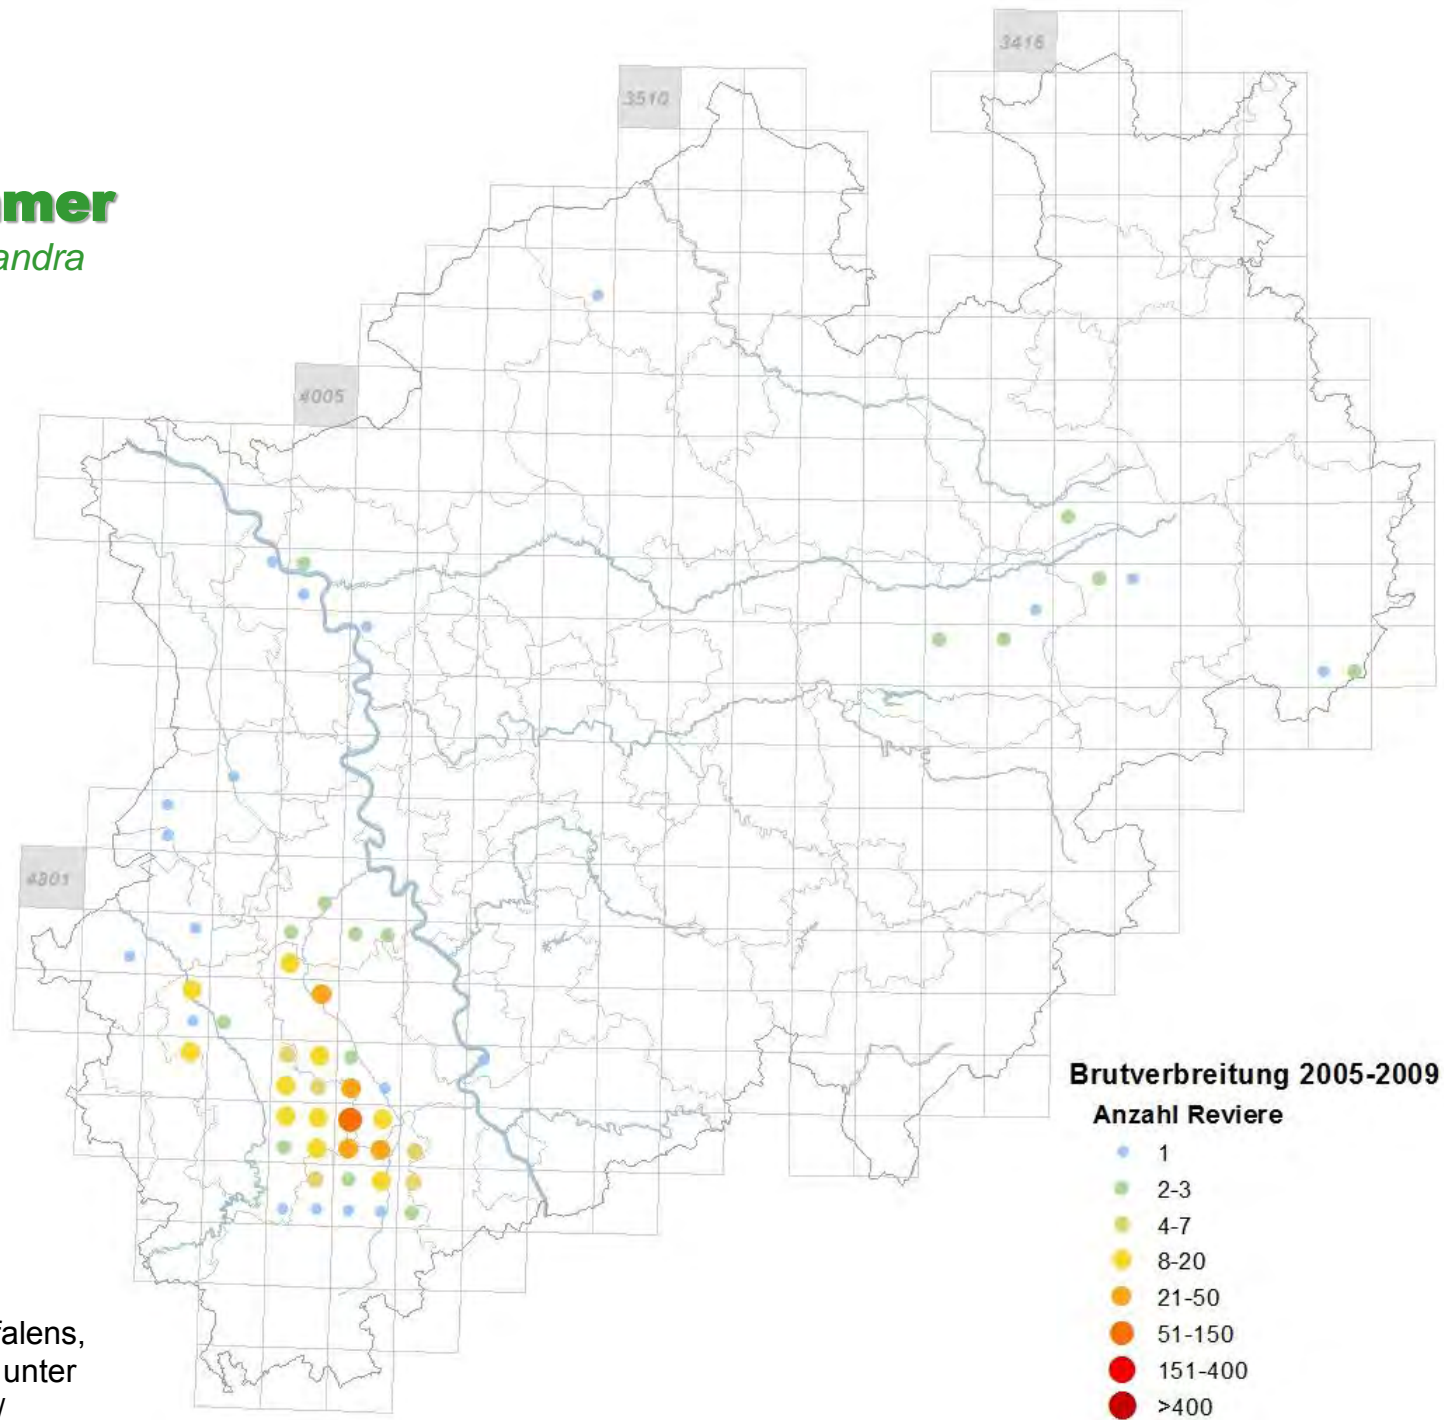 3416
3510
mmer
andra
4005
4301
Brutverbreitung 2005-2009
Anzahl Reviere
1
2-3
4-7
8-20
21-50
51-150
151-400
>400
falens,
unter
/